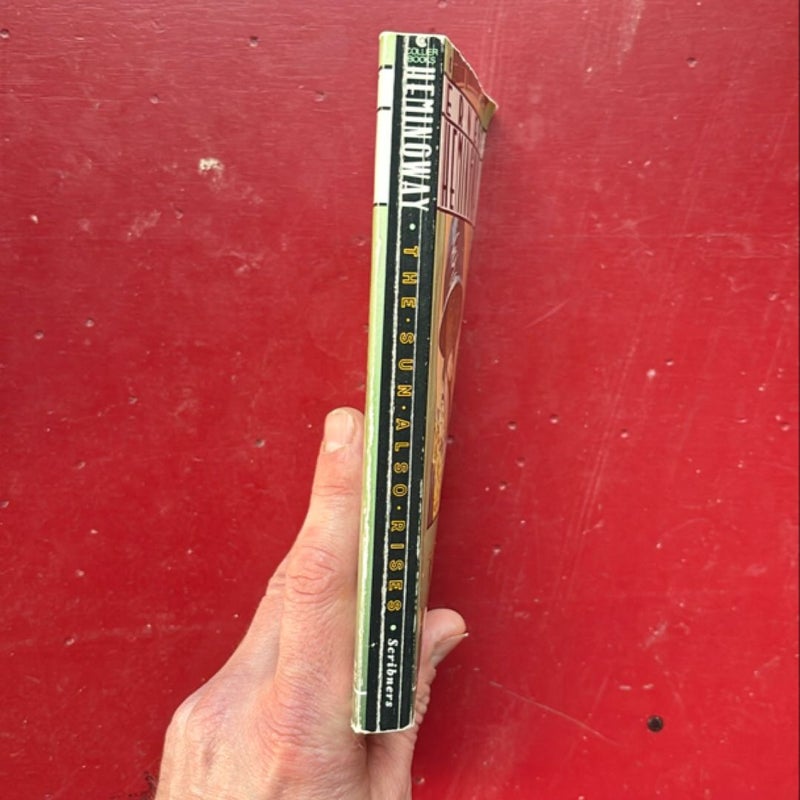 COLLIER
BOOKS
HEMINGWAY • THE • SUN • ALSO • RISES • Scribners